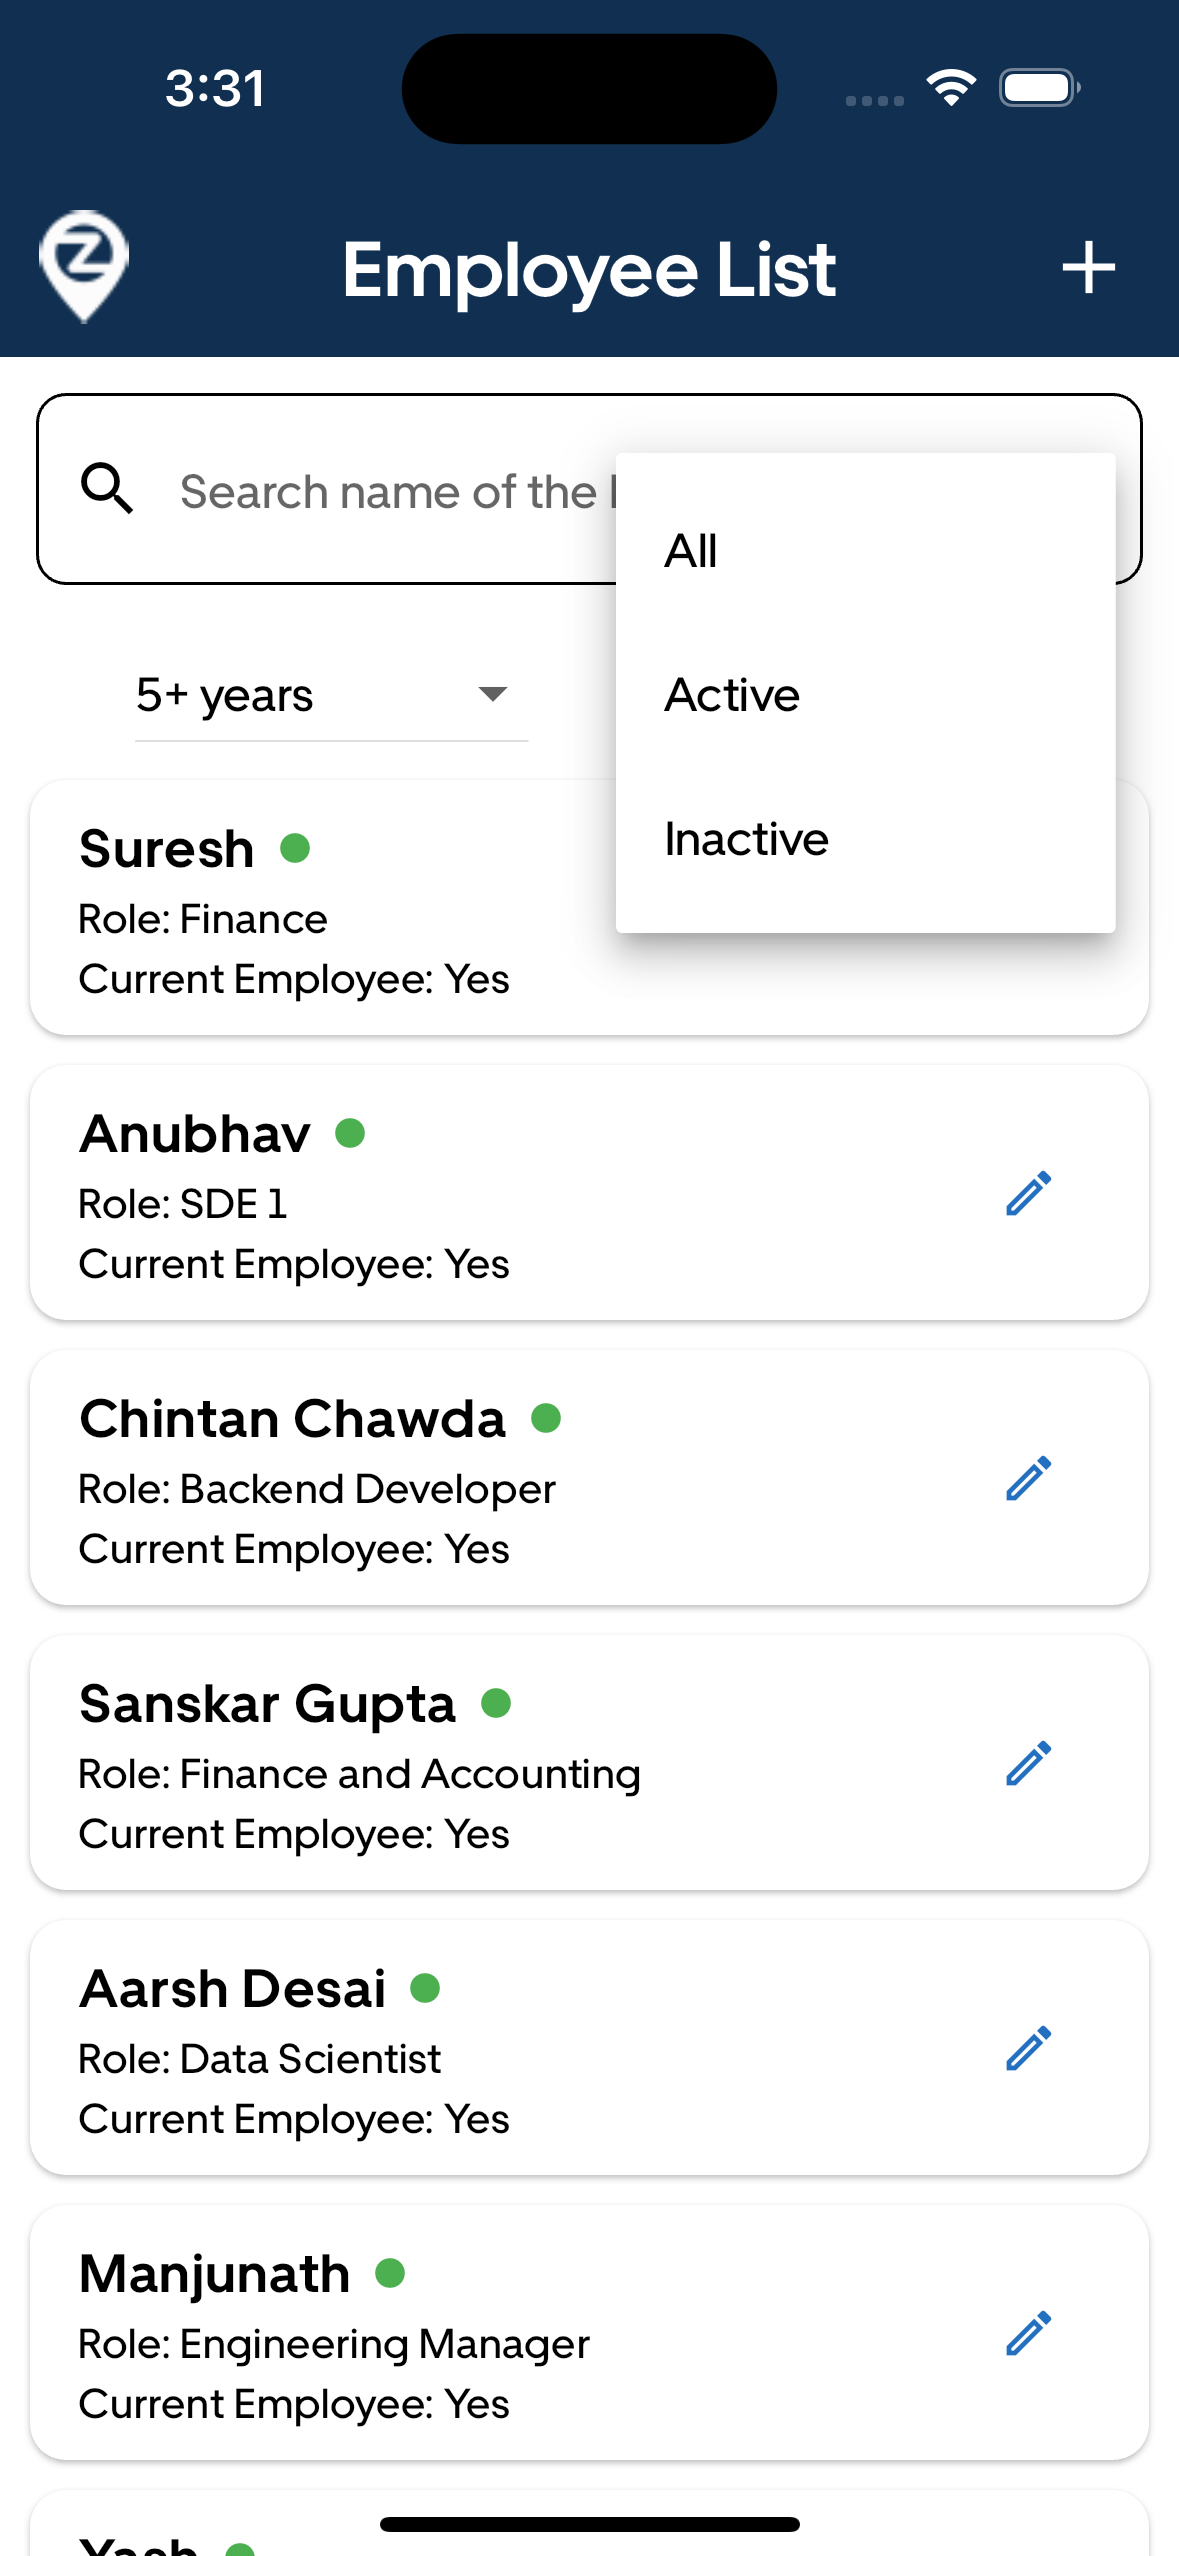 3:31
Employee List
Search name of the
All
5+ years
Active
Inactive
Suresh
Role: Finance
Current Employee: Yes
Anubhav
Role: SDE 1
Current Employee: Yes
Chintan Chawda
Role: Backend Developer
Current Employee: Yes
Sanskar Gupta
Role: Finance and Accounting
Current Employee: Yes
Aarsh Desai
Role: Data Scientist
Current Employee: Yes
Manjunath
Role: Engineering Manager
Current Employee: Yes
Yash